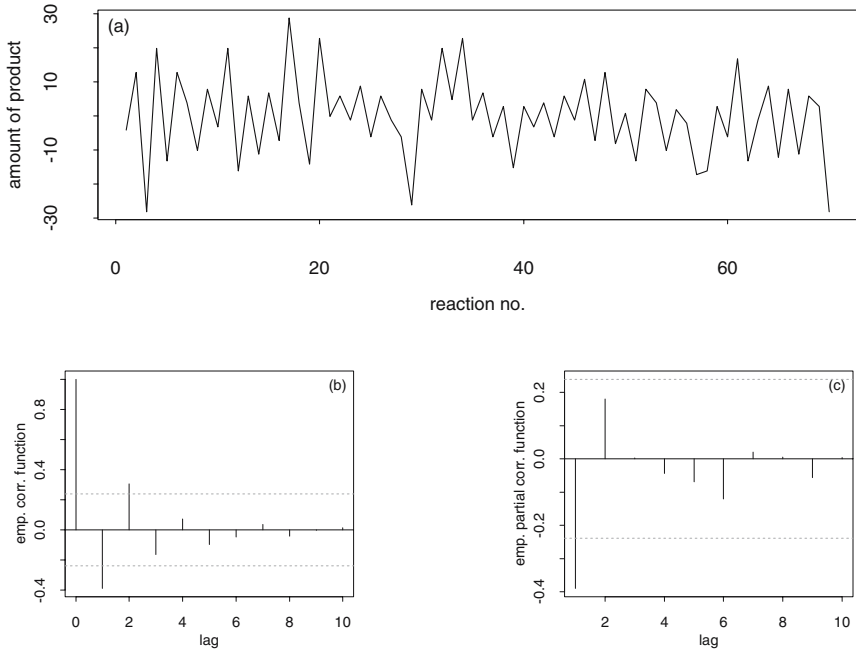 (a)
amount of product
30
10
-10
-30
0 20 40 60
reaction no.
(b)
emp. corr. function
0.8
0.4
0.0
-0.4
0 2 4 6 8 10
lag
(c)
emp. partial corr. function
0.2
0.0
-0.2
-0.4
2 4 6 8 10
lag